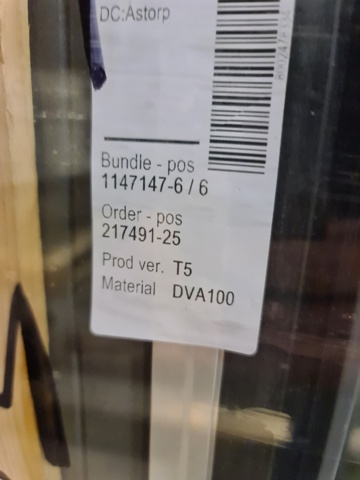 DC:Astorp
Bundle - pos
1147147-6 / 6
Order - pos
217491-25
Prod ver. T5
Material DVA100